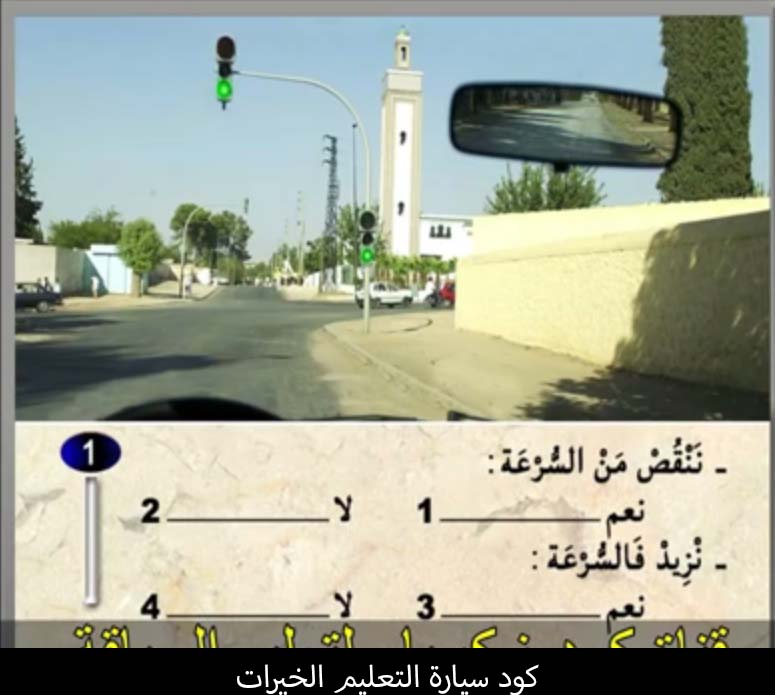 1
- نَنْقُصْ مَنْ السُّرْعَة :
نعم 1 لا 2
- نْزِيدْ فَالسُّرْعَة :
نعم 3 لا 4
كود سيارة التعليم الخيرات